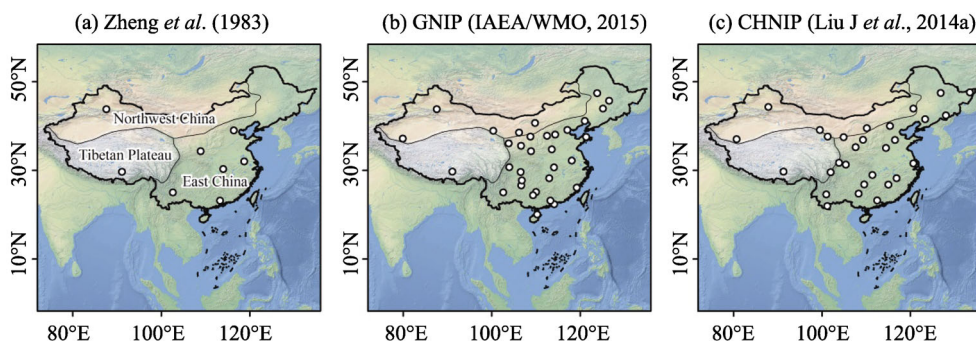 (a) Zheng et al. (1983)
(b) GNIP (IAEA/WMO, 2015)
(c) CHNIP (Liu J et al., 2014a)
50°N
30°N
10°N
Northwest China
Tibetan Plateau
East China
80°E
100°E
120°E
50°N
30°N
10°N
80°E
100°E
120°E
50°N
30°N
10°N
80°E
100°E
120°E